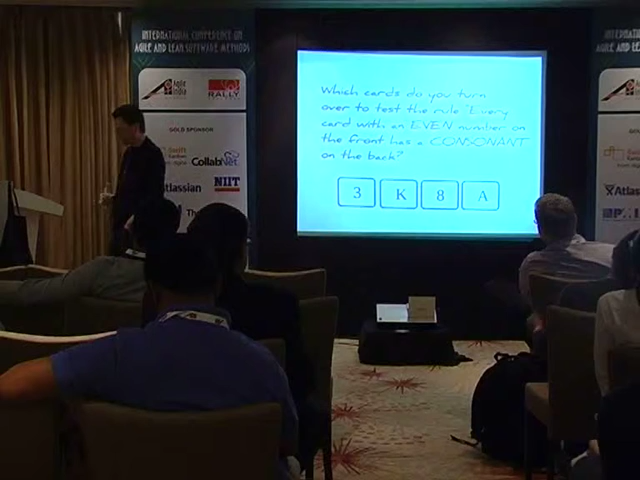 INTERNATIONAL CONFERENCE ON
AGILE AND LEAN SOFTWARE METHODS
Agile
India
RALLY
GOLD SPONSOR
CollabNet
Atlassian
NIIT
Which cards do you turn
over to test the rule "Every
card with an EVEN number on
the front has a CONSONANT
on the back?
3 K 8 A